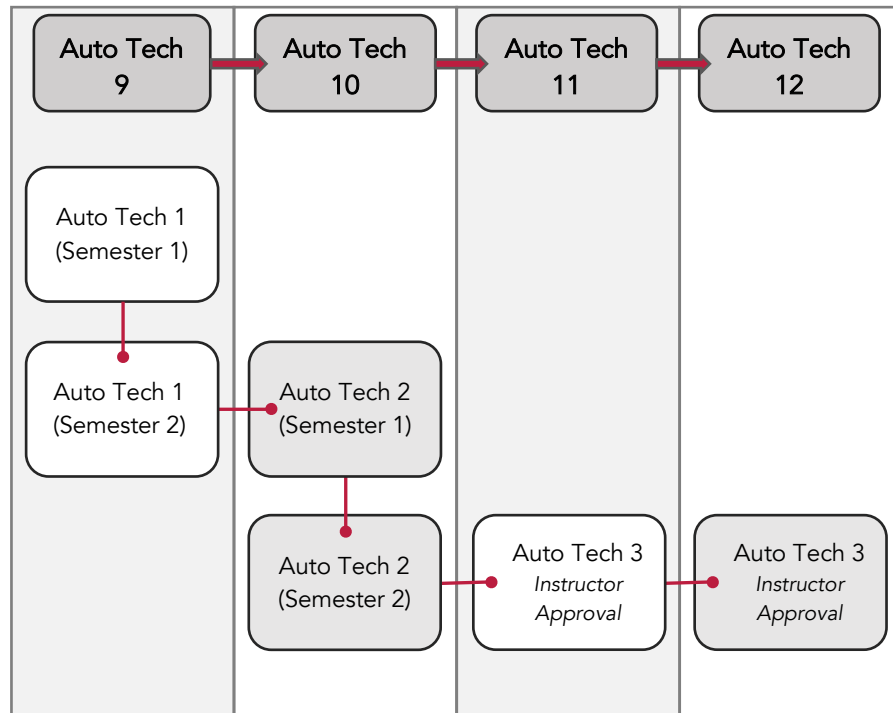 Auto Tech
9
Auto Tech
10
Auto Tech
11
Auto Tech
12
Auto Tech 1
(Semester 1)
Auto Tech 1
(Semester 2)
Auto Tech 2
(Semester 1)
Auto Tech 2
(Semester 2)
Auto Tech 3
Instructor
Approval
Auto Tech 3
Instructor
Approval